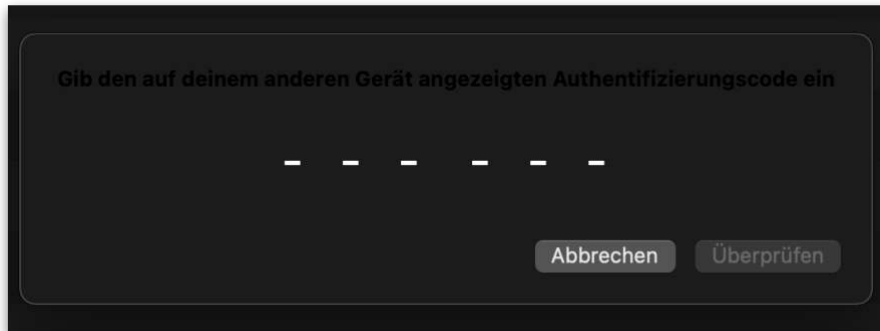 Gib den auf deinem anderen Gerät angezeigten Authentifizierungscode ein
– – – – – –
Abbrechen Überprüfen